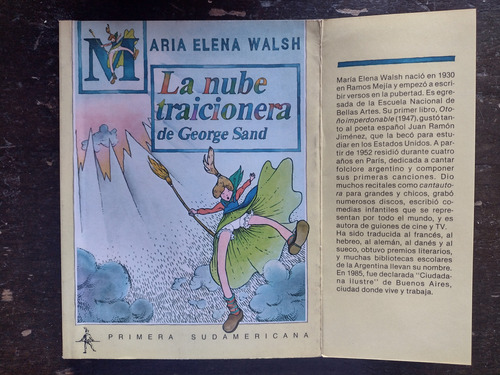 MARIA ELENA WALSH
La nube
traicionera
de George Sand
PRIMERA SUDAMERICANA
María Elena Walsh nació en 1930
en Ramos Mejía y empezó a escri-
bir versos en la pubertad. Es egre-
sada de la Escuela Nacional de
Bellas Artes. Su primer libro, Oto-
ño imperdonable (1947), gustó tanto
al poeta español Juan Ramón
Jiménez, que la becó para estu-
diar en los Estados Unidos. A par-
tir de 1952 residió durante cuatro
años en París, dedicada a cantar
folclore argentino y componer
sus primeras canciones. Dio
muchos recitales como cantauto-
ra para grandes y chicos, grabó
numerosos discos, escribió co-
medias infantiles que se repre-
sentan por todo el mundo, y es
autora de guiones de cine y TV.
Ha sido traducida al francés, al
hebreo, al alemán, al danés y al
sueco, obtuvo premios literarios,
y muchas bibliotecas escolares
de la Argentina llevan su nombre.
En 1985, fue declarada "Ciudada-
na Ilustre" de Buenos Aires,
ciudad donde vive y trabaja.